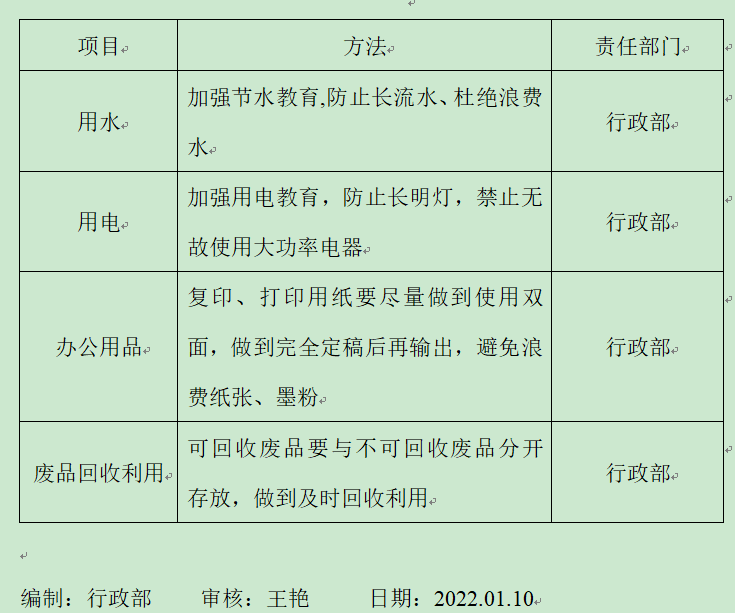 项目 方法 责任部门
加强节水教育,防止长流水、杜绝浪费
用水 行政部
水
加强用电教育，防止长明灯，禁止无
用电 行政部
故使用大功率电器
复印、打印用纸要尽量做到使用双
办公用品 面，做到完全定稿后再输出，避免浪 行政部
费纸张、墨粉
可回收废品要与不可回收废品分开
废品回收利用 行政部
存放，做到及时回收利用
编制：行政部 审核：王艳 日期：2022.01.10